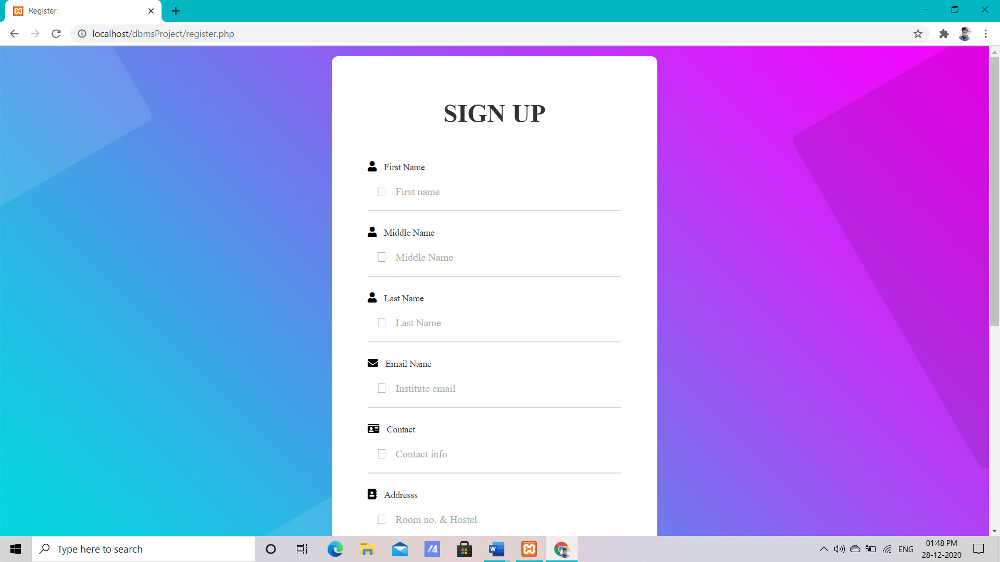 Register
localhost/dbmsProject/register.php
SIGN UP
First Name
First name
Middle Name
Middle Name
Last Name
Last Name
Email Name
Institute email
Contact
Contact info
Addresss
Room no. & Hostel
Type here to search
ENG
01:48 PM
28-12-2020